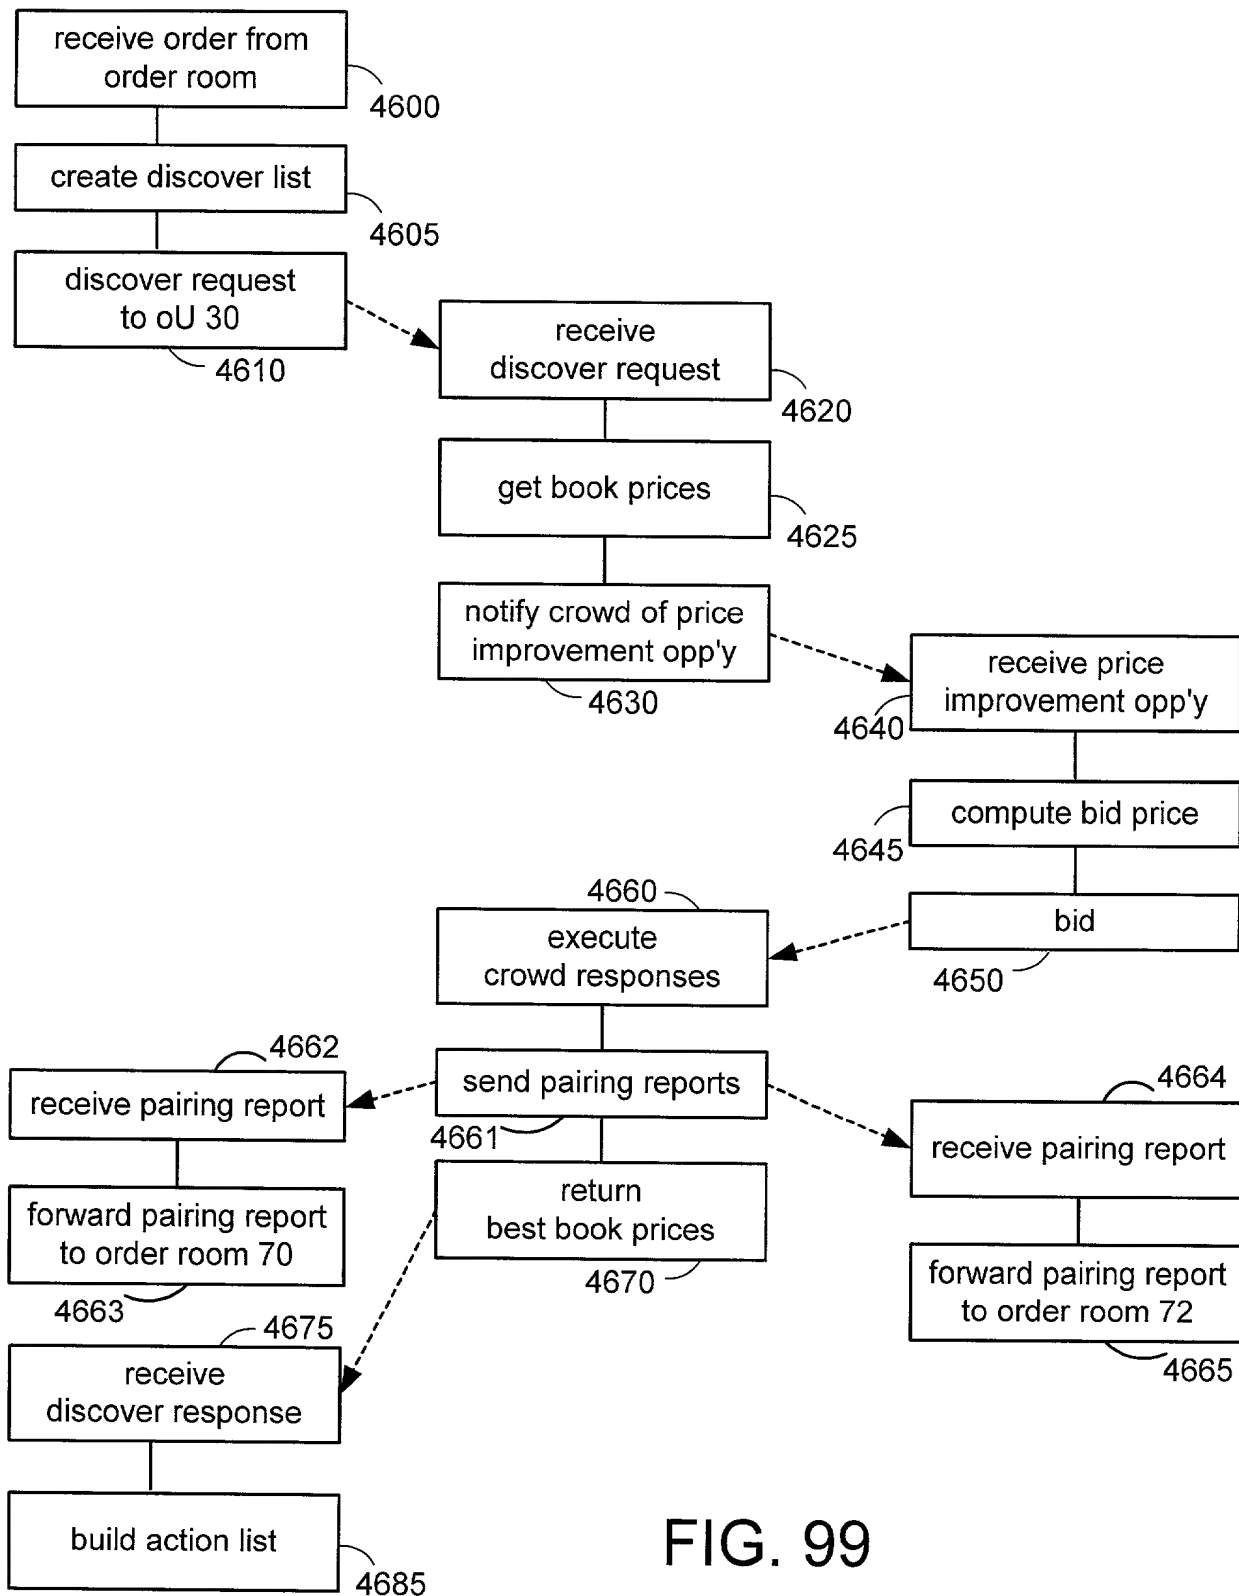 receive order from
order room
4600
create discover list
4605
discover request
to oU 30
4610
receive
discover request
4620
get book prices
4625
notify crowd of price
improvement opp'y
4630
receive price
improvement opp'y
4640
compute bid price
4645
bid
4650
4660
execute
crowd responses
4662
receive pairing report
send pairing reports
4661
4664
receive pairing report
forward pairing report
to order room 70
4663
return
best book prices
4670
forward pairing report
to order room 72
4665
4675
receive
discover response
build action list
4685
FIG. 99